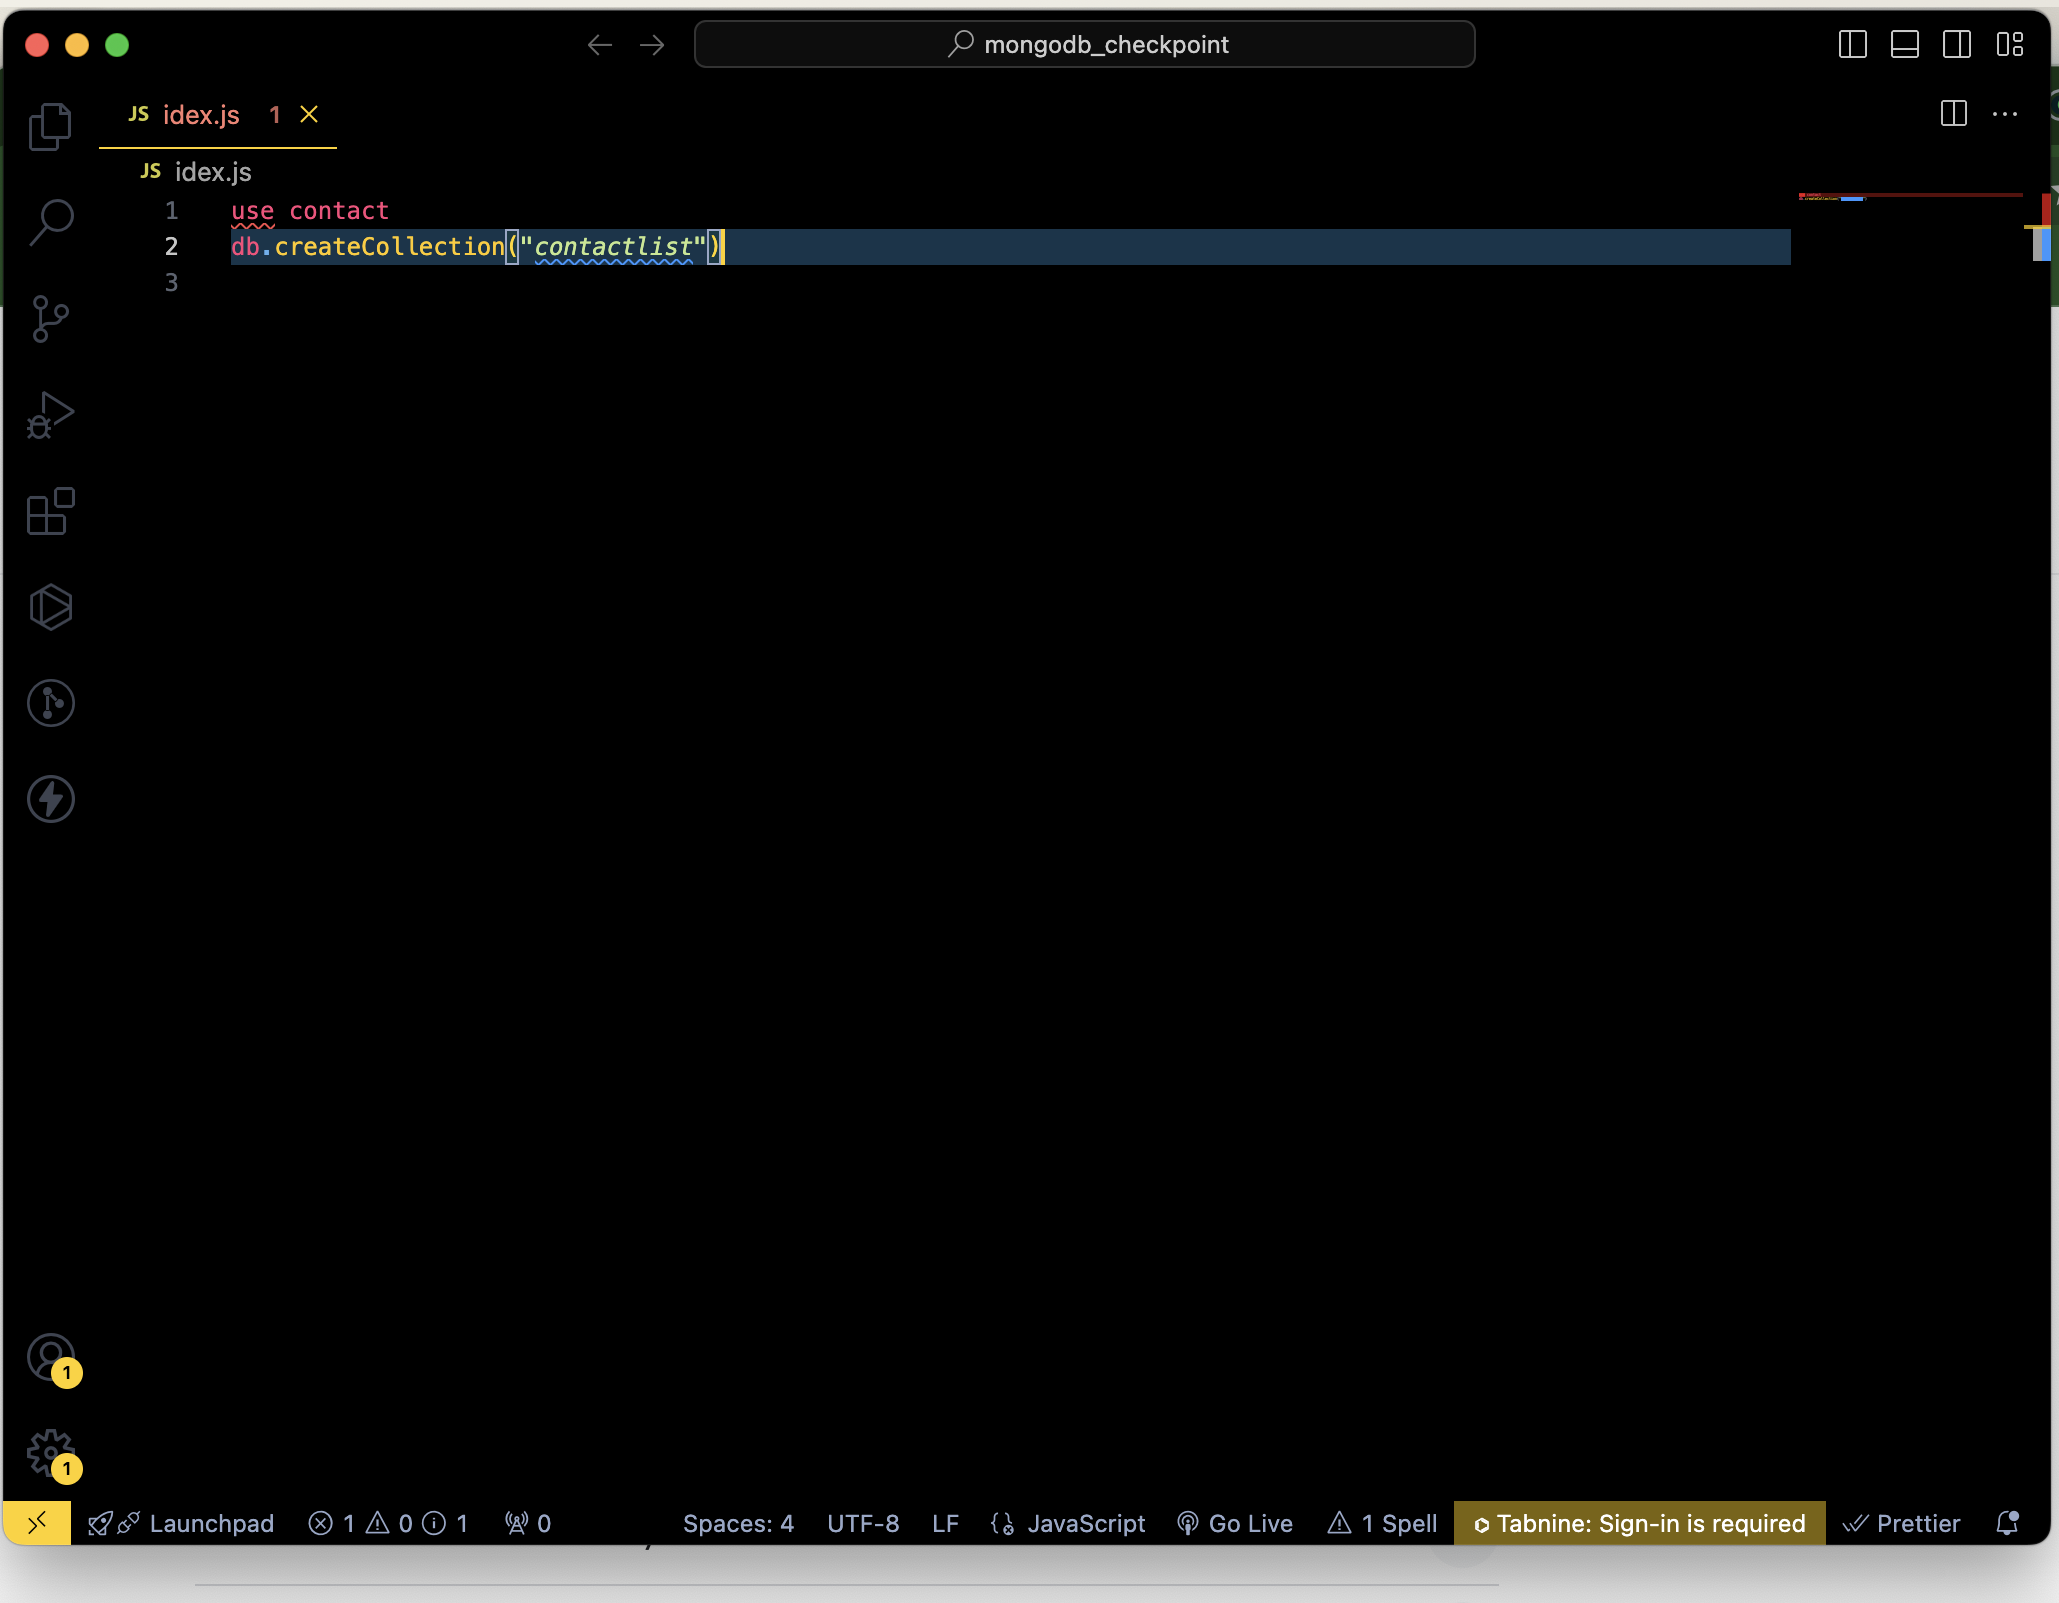 mongodb_checkpoint
JS idex.js 1
JS idex.js
1 use contact
2 db.createCollection("contactlist")
3
1
1
Launchpad 1 0 1 0 Spaces: 4 UTF-8 LF JavaScript Go Live 1 Spell Tabnine: Sign-in is required Prettier